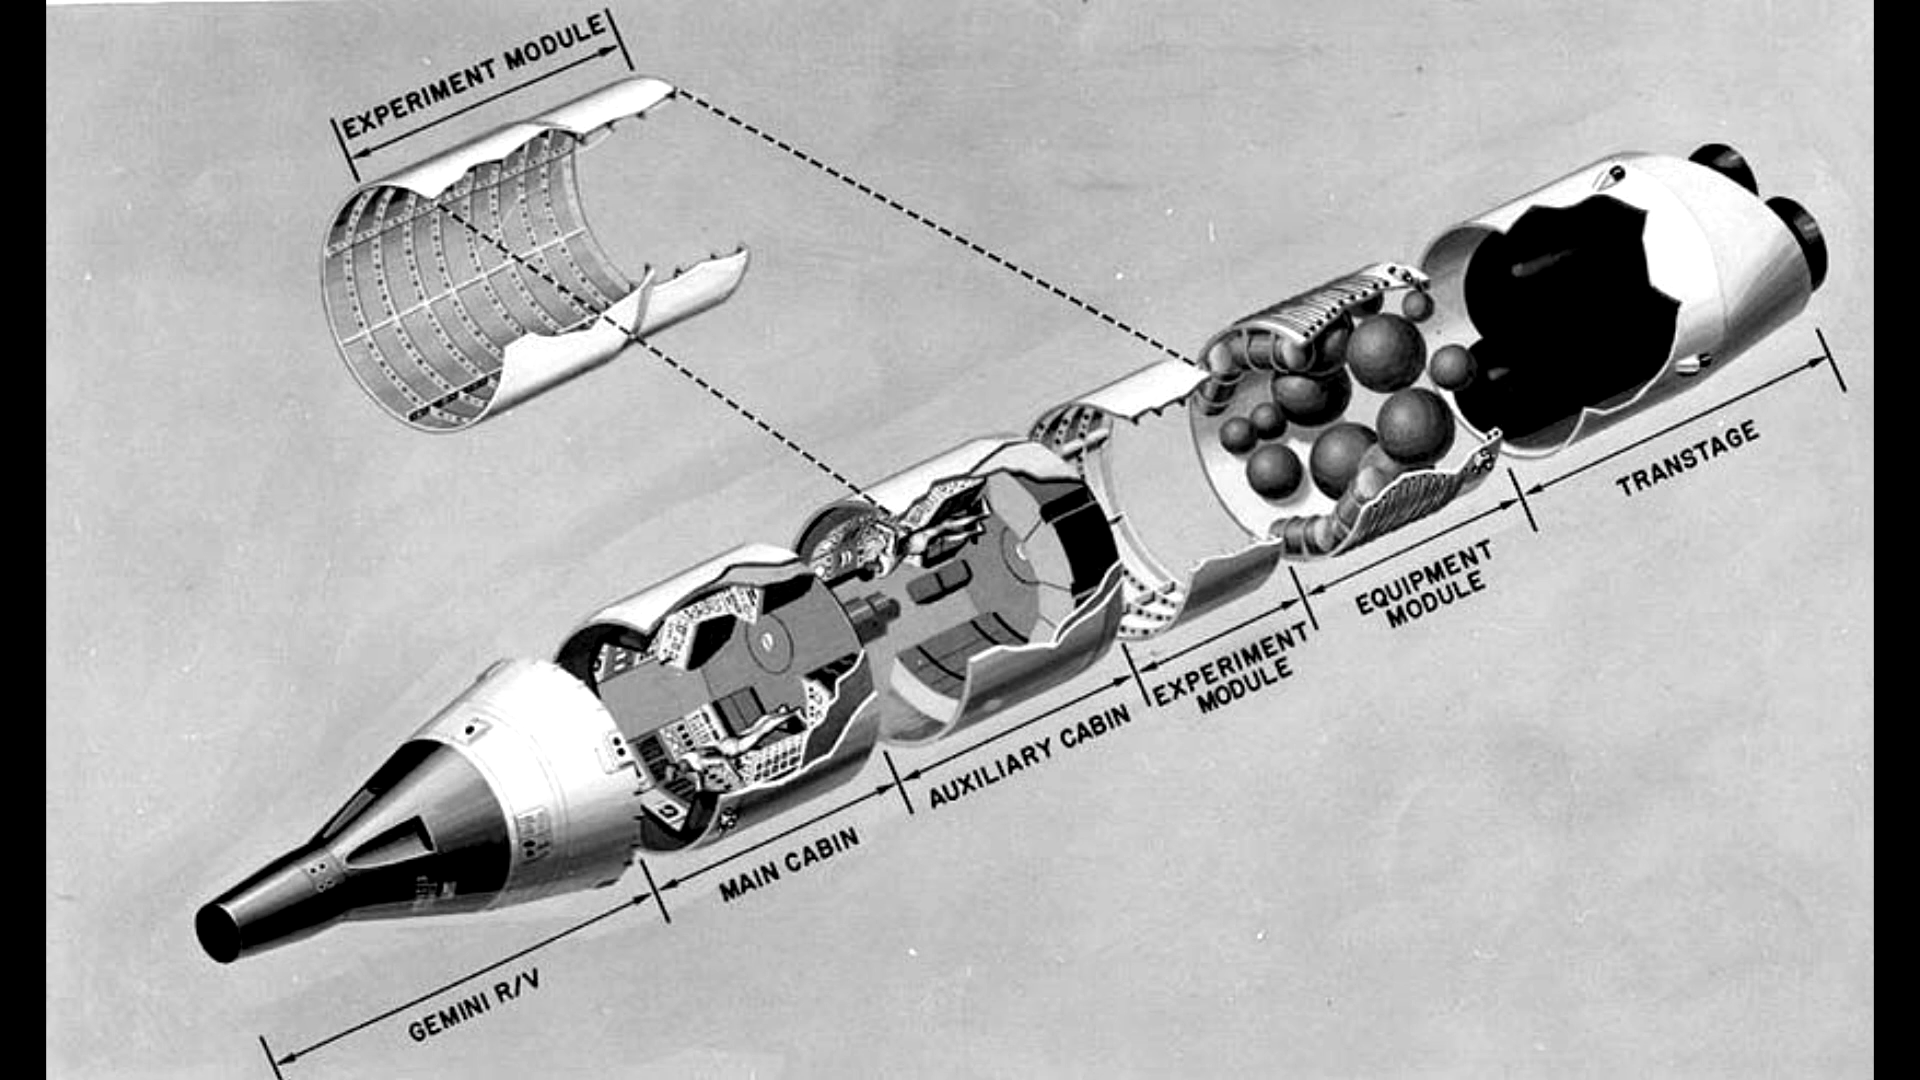 EXPERIMENT MODULE
TRANSTAGE
EQUIPMENT
MODULE
EXPERIMENT
MODULE
AUXILIARY CABIN
MAIN CABIN
GEMINI R/V